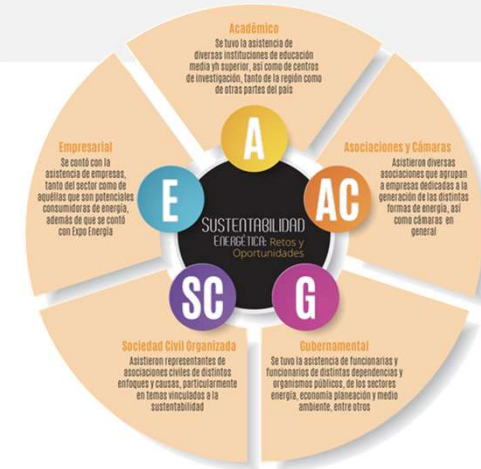 Académico
Se tuvo la asistencia de
diversas instituciones de educación
media yh superior, así como de centros
de investigación, tanto de la región como
de otras partes del país
Empresarial
Se contó con la
asistencia de empresas,
tanto del sector como de
aquéllas que son potenciales
consumidoras de energía,
además de que se contó
con Expo Energía
Asociaciones y Cámaras
Asistieron diversas
asociaciones que agrupan
a empresas dedicadas a la
generación de las distintas
formas de energía, así
como cámaras en
general
A
E
AC
SUSTENTABILIDAD
ENERGÉTICA: Retos y
Oportunidades
SC
G
Sociedad Civil Organizada
Asistieron representantes de
asociaciones civiles de distintos
enfoques y causas, particularmente
en temas vinculados a la
sustentabilidad
Gubernamental
Se tuvo la asistencia de funcionarias y
funcionarios de distintas dependencias y
organismos públicos, de los sectores
energía, economía planeación y medio
ambiente, entre otros